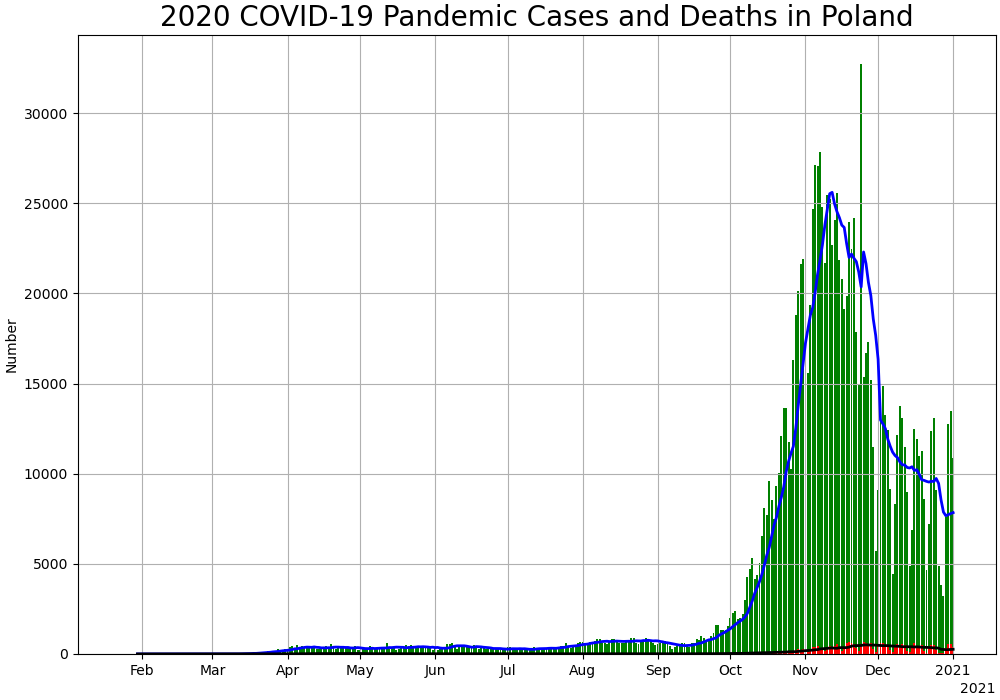 2020 COVID-19 Pandemic Cases and Deaths in Poland
Number
30000
25000
20000
15000
10000
5000
0
Feb Mar Apr May Jun Jul Aug Sep Oct Nov Dec 2021
2021